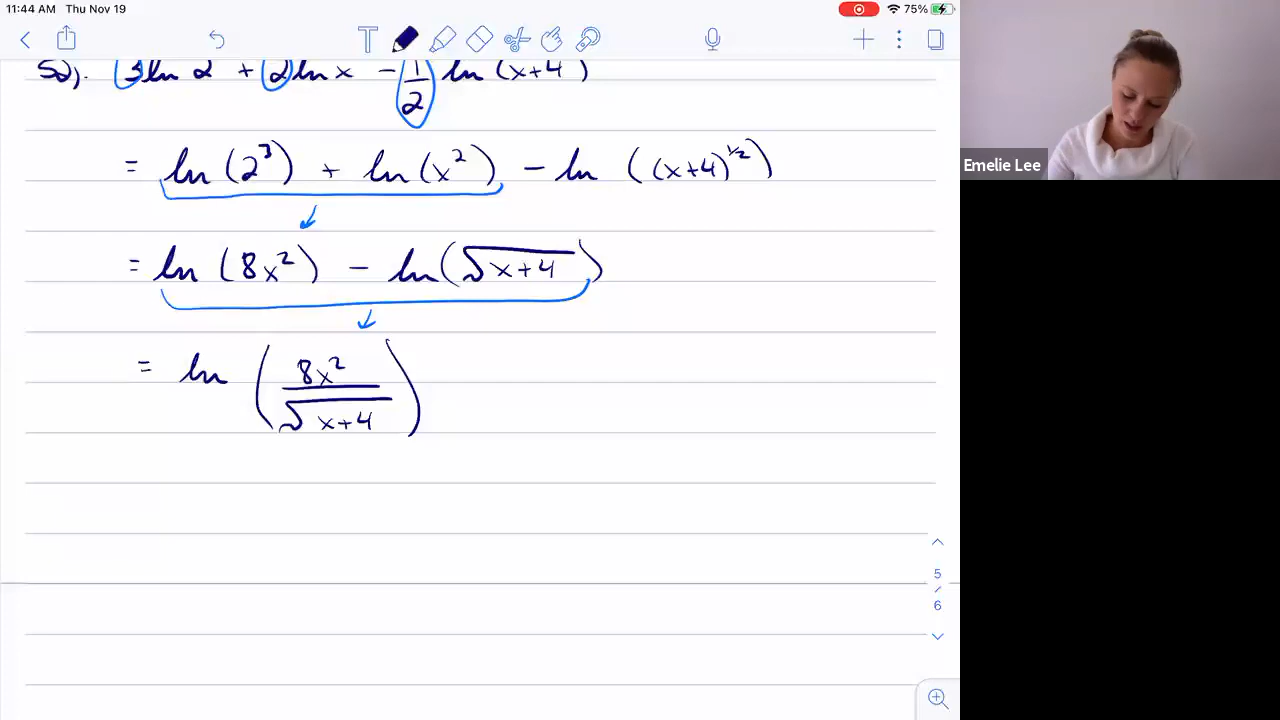 11:44 AM Thu Nov 19
75%
52). 3ln 2 + 2ln x - 1/2 ln (x+4)
= ln(2³) + ln(x²) - ln ((x+4)^½)
= ln (8x²) - ln(√x+4)
= ln (8x²/√x+4)
Emelie Lee
5
/
6